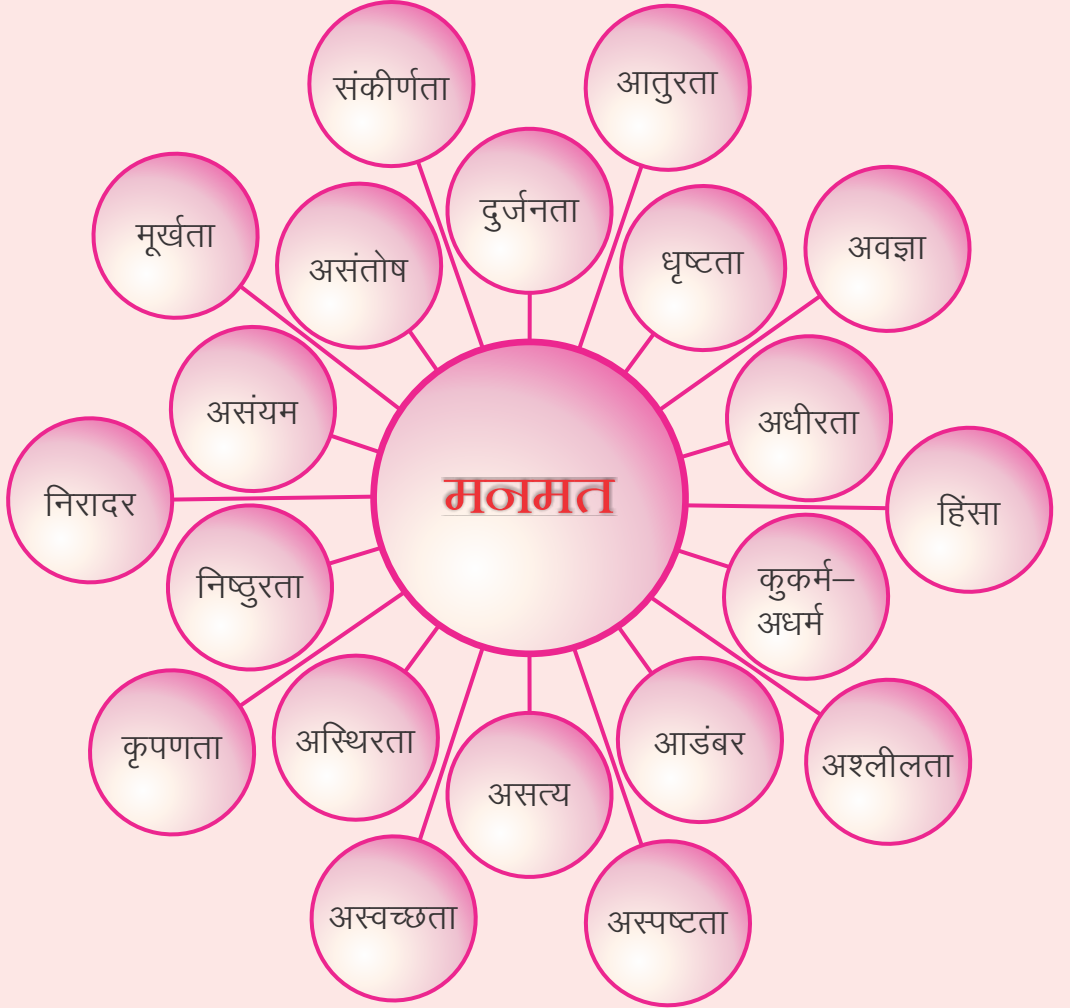 संकीर्णता
आतुरता
दुर्जनता
मूर्खता
असंतोष
धृष्टता
अवज्ञा
असंयम
अधीरता
निरादर
मनमत
हिंसा
निष्ठुरता
कुकर्म–
अधर्म
कृपणता
अस्थिरता
आडंबर
अश्लीलता
असत्य
अस्वच्छता
अस्पष्टता